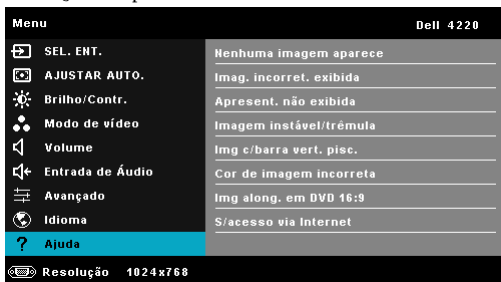 Menu Dell 4220
SEL. ENT.
AJUSTAR AUTO.
Brilho/Contr.
Modo de vídeo
Volume
Entrada de Áudio
Avançado
Idioma
Ajuda
Nenhuma imagem aparece
Imag. incorret. exibida
Apresent. não exibida
Imagem instável/trêmula
Img c/barra vert. pisc.
Cor de imagem incorreta
Img along. em DVD 16:9
S/acesso via Internet
Resolução 1024x768